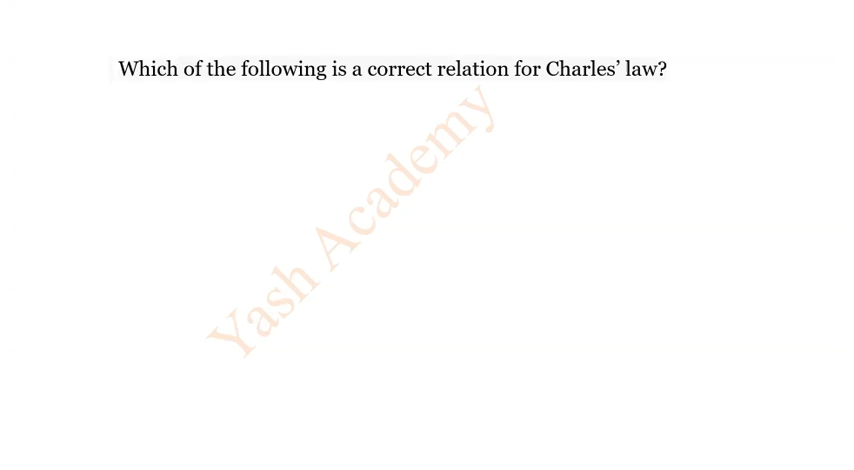 Which of the following is a correct relation for Charles’ law?
Yash Academy